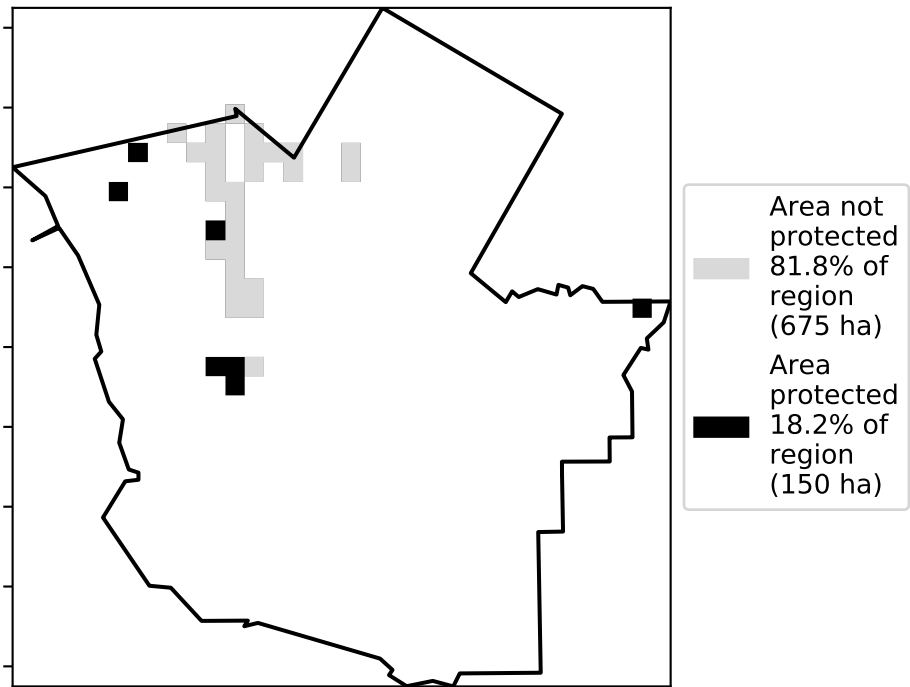 Area not
protected
81.8% of
region
(675 ha)
Area
protected
18.2% of
region
(150 ha)